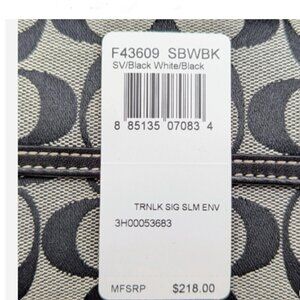 F43609 SBWBK
SV/Black White/Black
8 85135 07083 4
TRNLK SIG SLM ENV
3H00053683
MFSRP $218.00